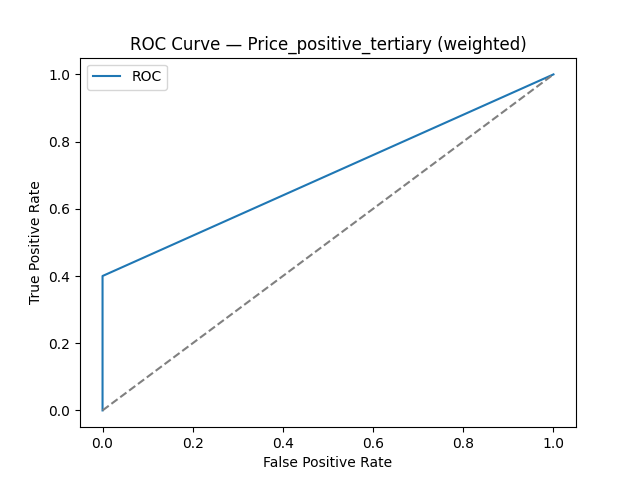 ROC Curve — Price_positive_tertiary (weighted)
ROC
True Positive Rate
1.0
0.8
0.6
0.4
0.2
0.0
0.0 0.2 0.4 0.6 0.8 1.0
False Positive Rate